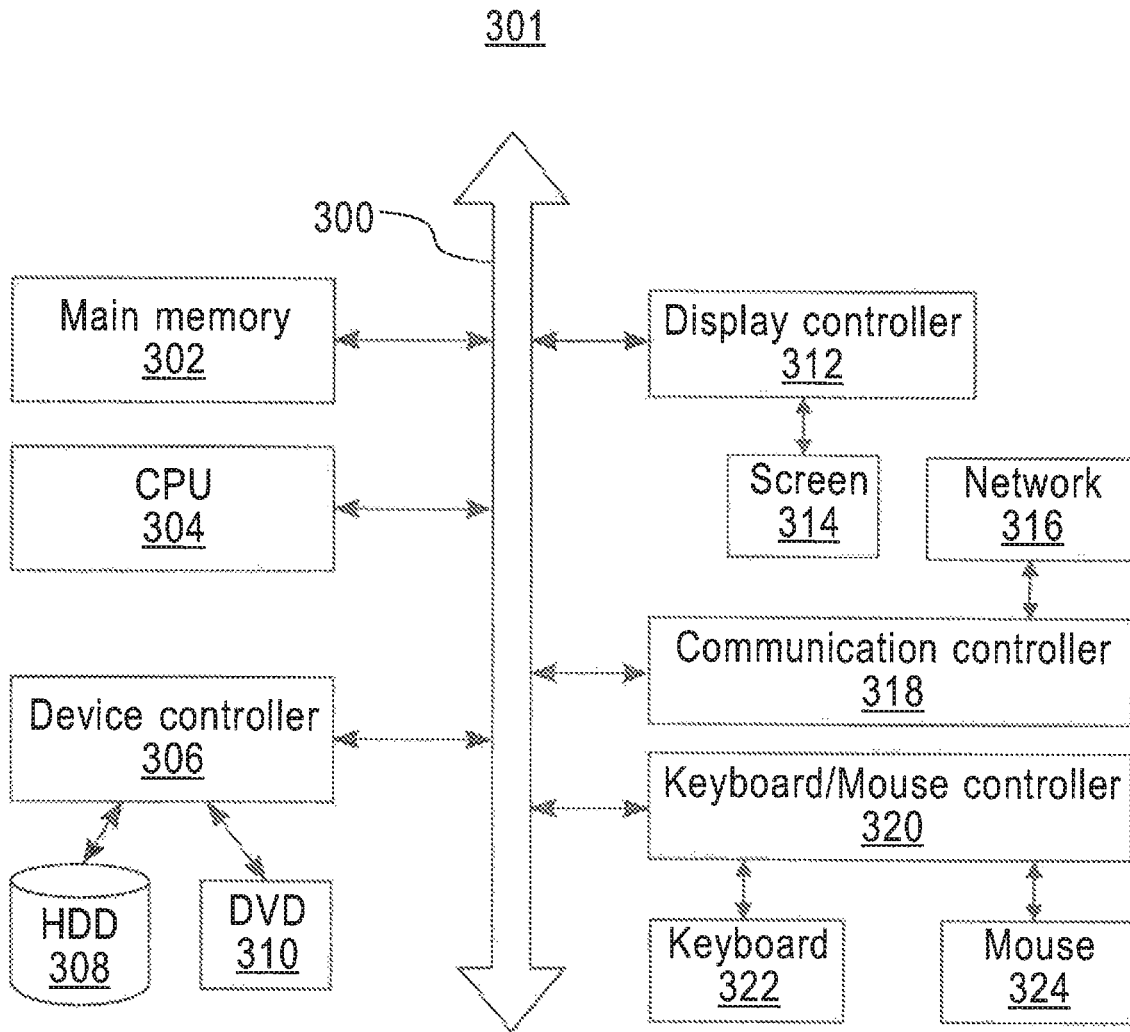 301
300
Main memory
302
Display controller
312
CPU
304
Screen
314
Network
316
Communication controller
318
Device controller
306
Keyboard/Mouse controller
320
HDD
308
DVD
310
Keyboard
322
Mouse
324